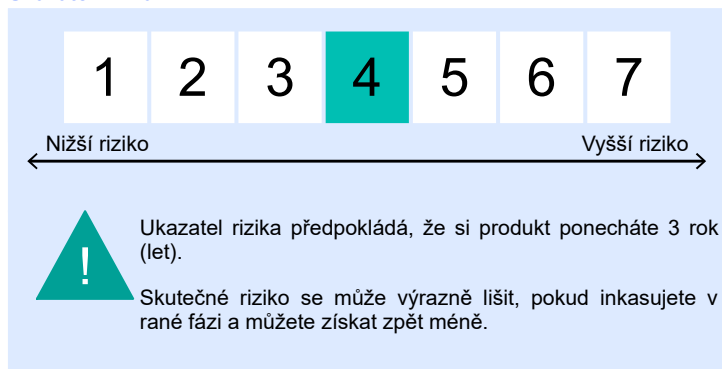 1 2 3 4 5 6 7
Nižší riziko Vyšší riziko
!
Ukazatel rizika předpokládá, že si produkt ponecháte 3 rok
(let).
Skutečné riziko se může výrazně lišit, pokud inkasujete v
rané fázi a můžete získat zpět méně.